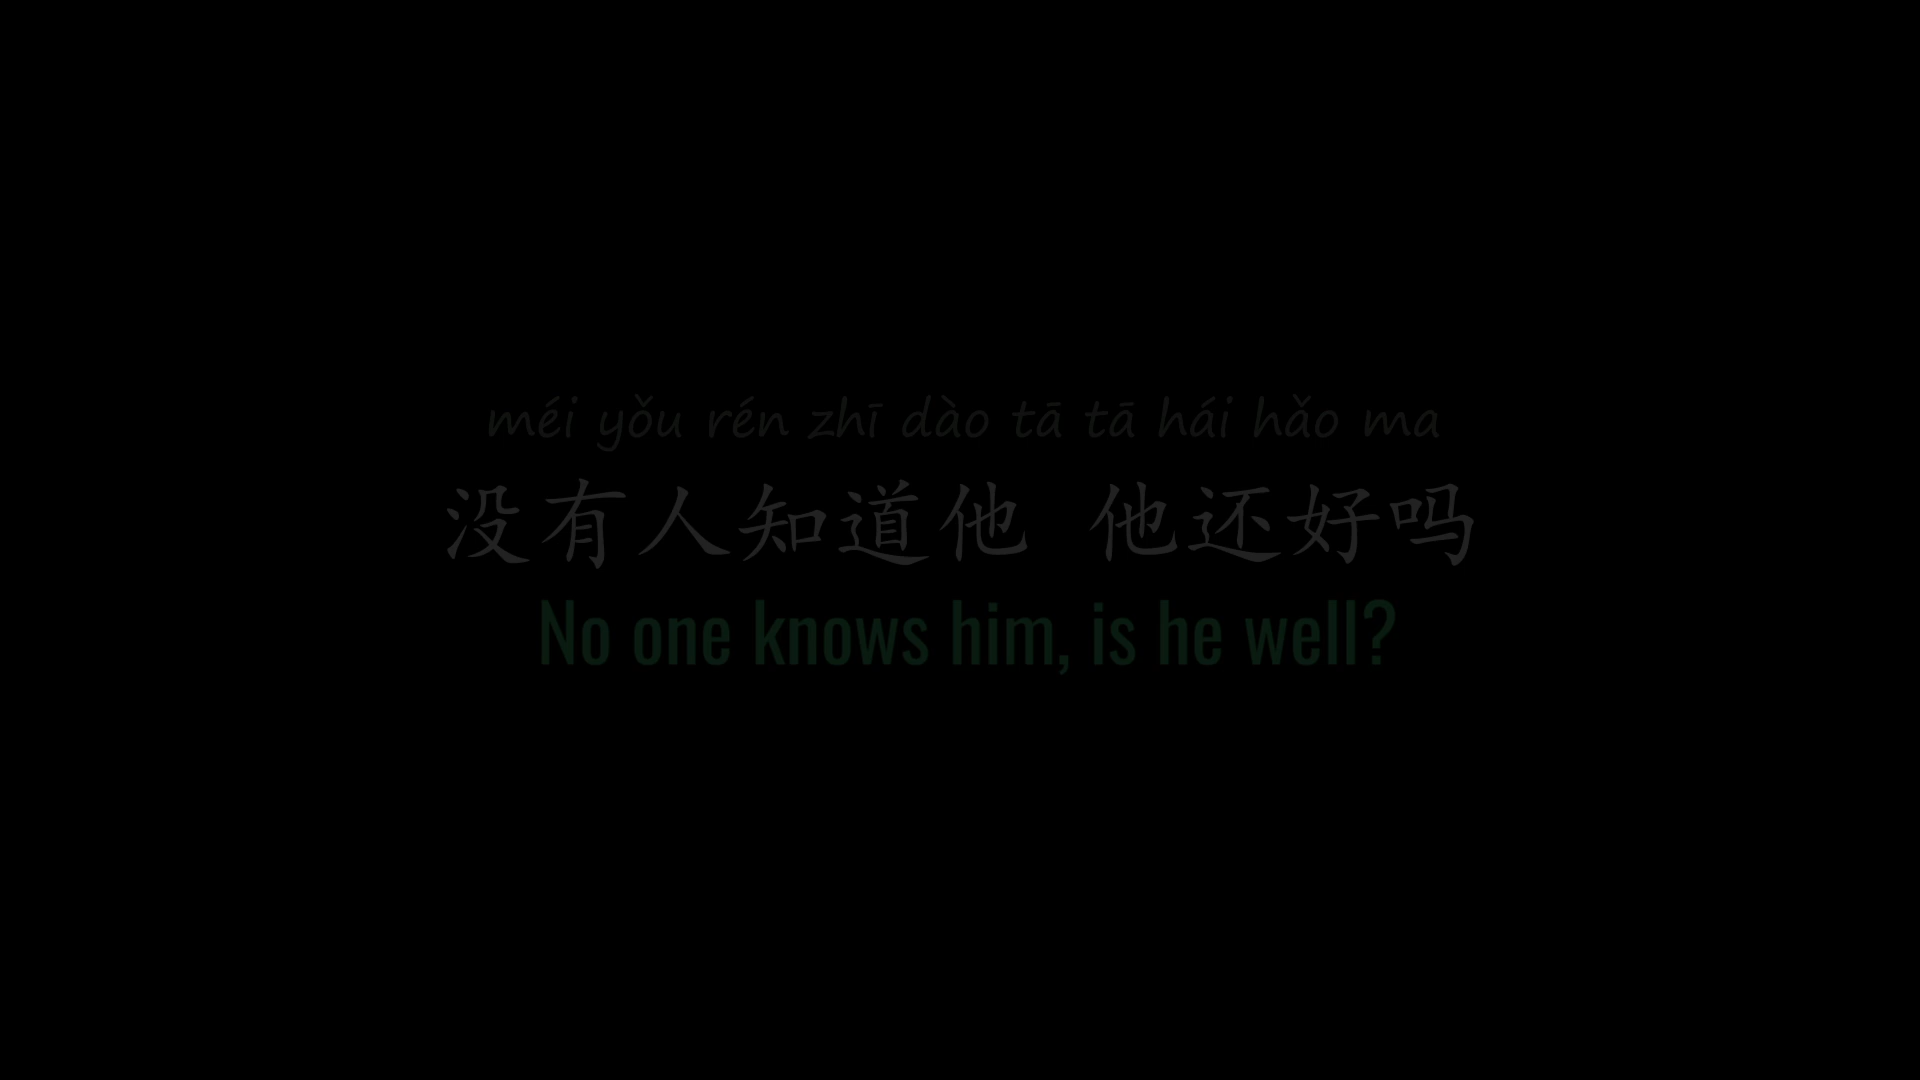 méi yǒu rén zhī dào tā tā hái hǎo ma
没有人知道他 他还好吗
No one knows him, is he well?